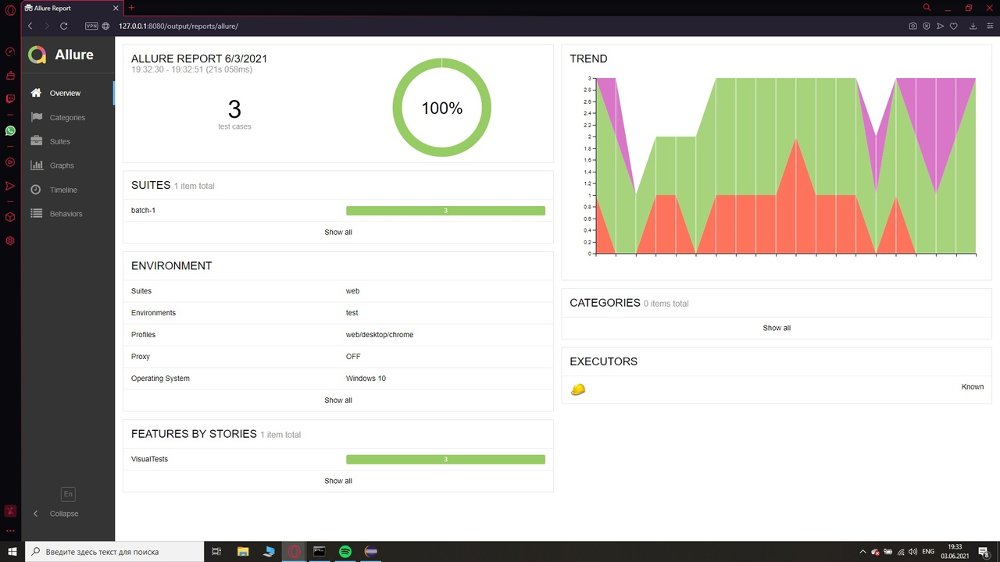 Allure Report
VPN
127.0.0.1:8080/output/reports/allure/
Allure
Overview
Categories
Suites
Graphs
Timeline
Behaviors
En
Collapse
ALLURE REPORT 6/3/2021
19:32:30 - 19:32:51 (21s 058ms)
3
test cases
100%
SUITES 1 item total
batch-1
3
Show all
ENVIRONMENT
Suites web
Environments test
Profiles web/desktop/chrome
Proxy OFF
Operating System Windows 10
Show all
FEATURES BY STORIES 1 item total
VisualTests
3
Show all
TREND
3
2.8
2.6
2.4
2.2
2
1.8
1.6
1.4
1.2
1
0.8
0.6
0.4
0.2
0
CATEGORIES 0 items total
Show all
EXECUTORS
Known
Введите здесь текст для поиска
ENG
19:33
03.06.2021
8